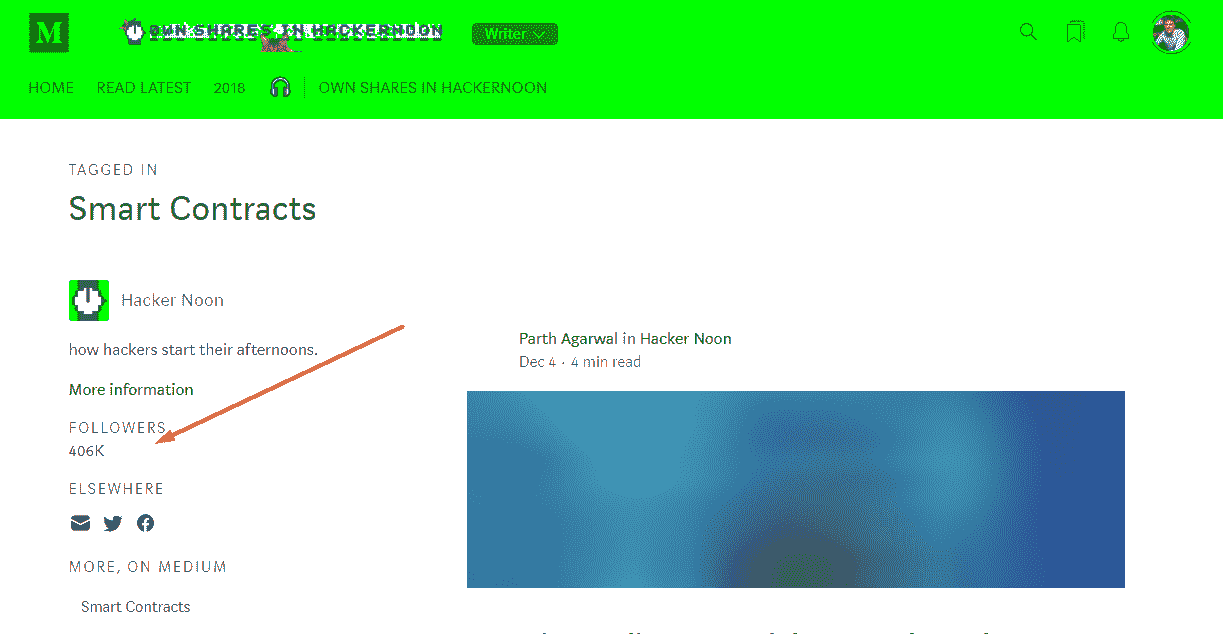 M
OWN SHARES IN HACKERNOON
Writer
HOME READ LATEST 2018 OWN SHARES IN HACKERNOON
TAGGED IN
Smart Contracts
Hacker Noon
how hackers start their afternoons.
More information
FOLLOWERS
406K
ELSEWHERE
MORE, ON MEDIUM
Smart Contracts
Parth Agarwal in Hacker Noon
Dec 4 · 4 min read